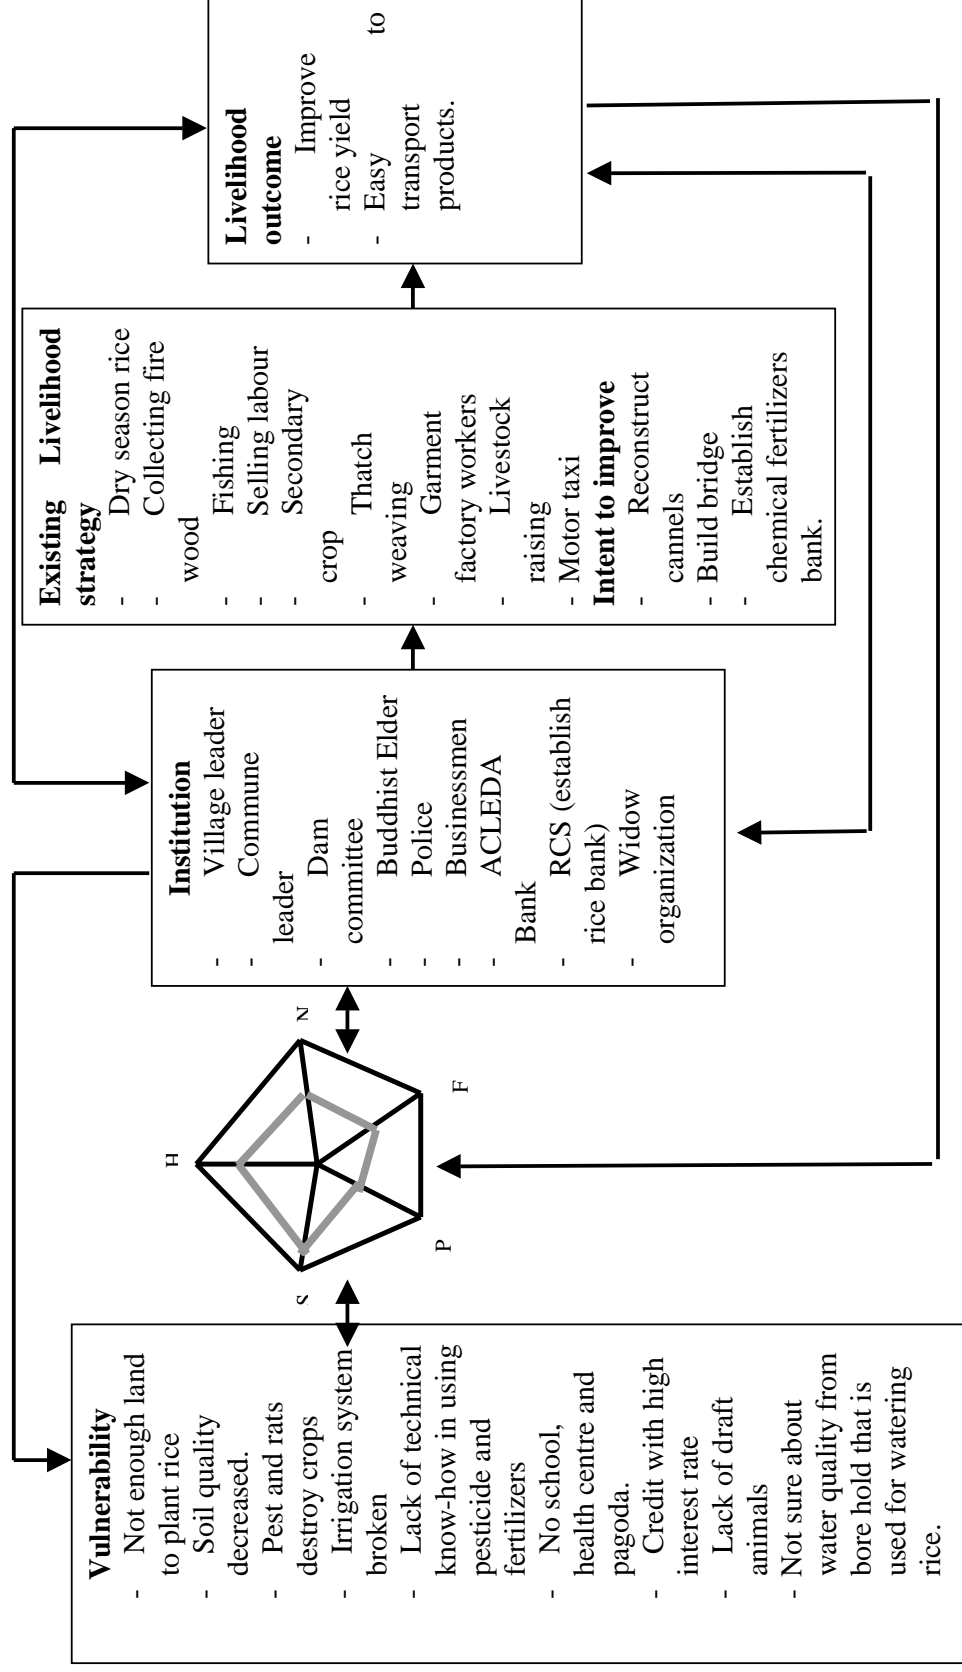 Vulnerability
- Not enough land
to plant rice
- Soil quality
decreased.
- Pest and rats
destroy crops
- Irrigation system
broken
- Lack of technical
know-how in using
pesticide and
fertilizers
- No school,
health centre and
pagoda.
- Credit with high
interest rate
- Lack of draft
animals
- Not sure about
water quality from
bore hold that is
used for watering
rice.
H
S
N
P
F
Institution
- Village leader
- Commune
leader
- Dam
committee
- Buddhist Elder
- Police
- Businessmen
- ACLEDA
Bank
- RCS (establish
rice bank)
- Widow
organization
Existing Livelihood
strategy
- Dry season rice
- Collecting fire
wood
- Fishing
- Selling labour
- Secondary
crop
- Thatch
weaving
- Garment
factory workers
- Livestock
raising
- Motor taxi
Intent to improve
- Reconstruct
cannels
- Build bridge
- Establish
chemical fertilizers
bank.
Livelihood
outcome
- Improve
rice yield
- Easy to
transport
products.